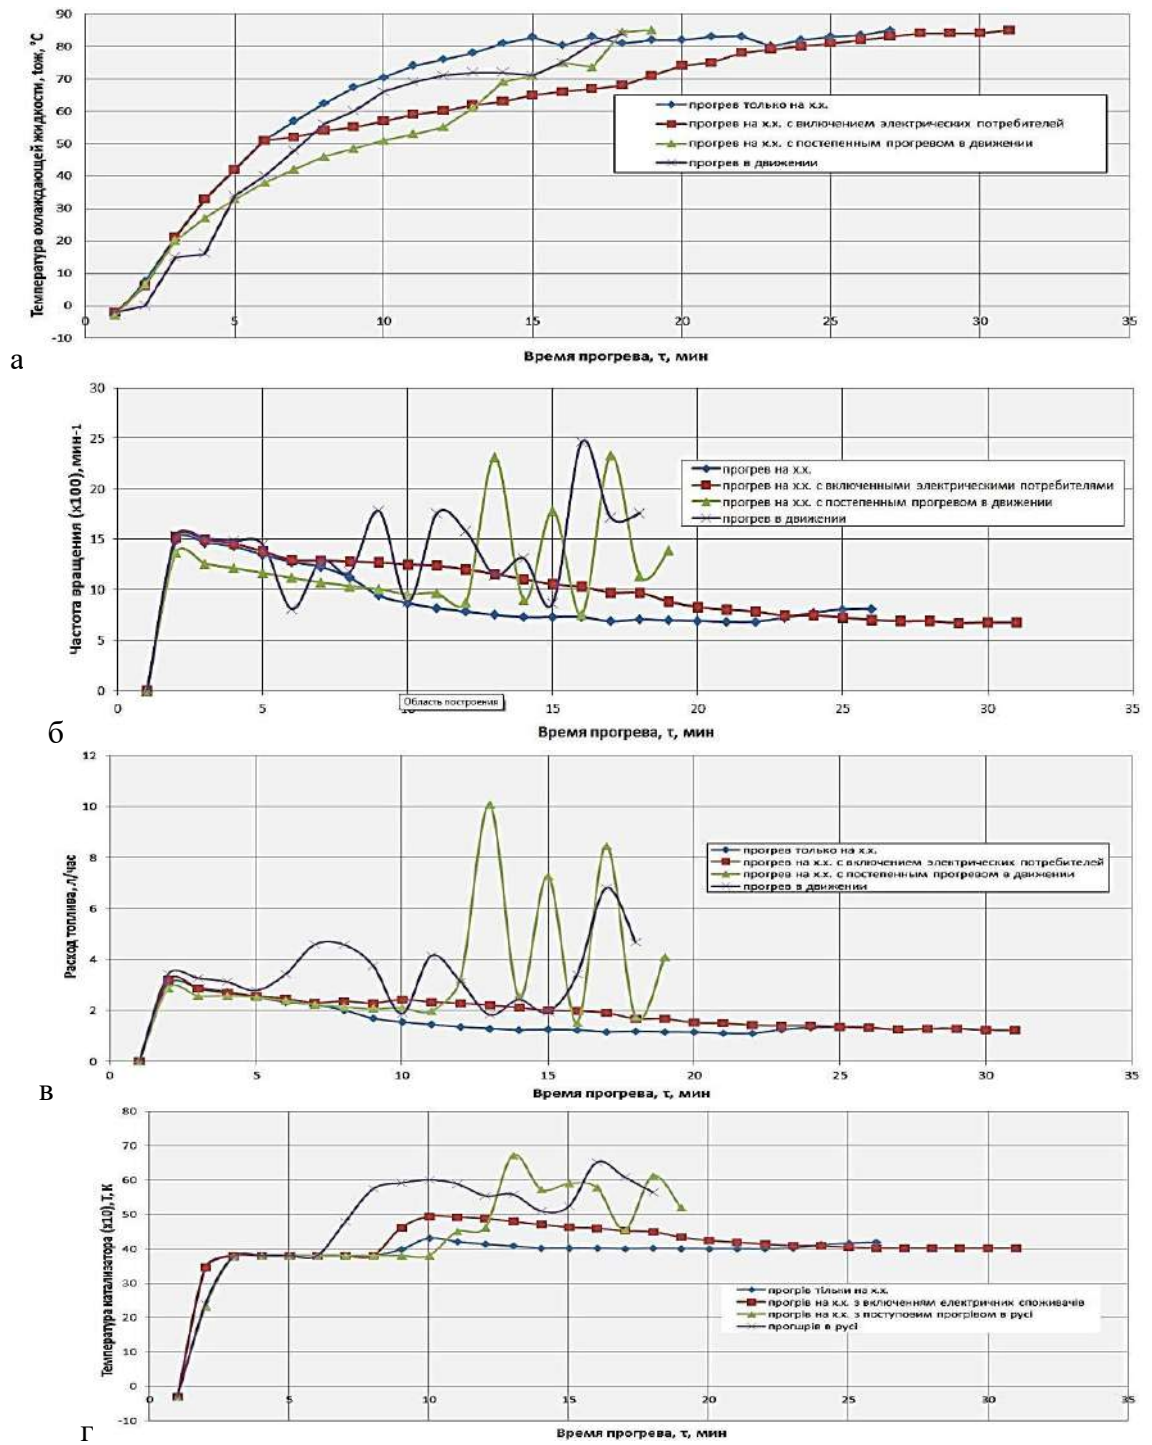 90
80
70
60
50
40
30
20
10
0
-10
0 5 10 15 20 25 30 35
Температура охлаждающей жидкости, tож, °С
прогрев только на х.х.
прогрев на х.х. с включением электрических потребителей
прогрев на х.х. с постепенным прогревом в движении
прогрев в движении
Время прогрева, τ, мин
а
30
25
20
15
10
5
0
0 5 15 20 25 30 35
Частота вращения (х100), мин-1
прогрев на х.х.
прогрев на х.х. с включенными электрическими потребителями
прогрев на х.х. с постепенным прогревом в движении
прогрев в движении
Область построения
Время прогрева, τ, мин
б
12
10
8
6
4
2
0
0 5 10 15 20 25 30 35
Расход топлива, л/час
прогрев только на х.х.
прогрев на х.х. с включением электрических потребителей
прогрев на х.х. с постепенным прогревом в движении
прогрев в движении
Время прогрева, τ, мин
в
80
70
60
50
40
30
20
10
0
-10
0 5 10 15 20 25 30 35
Температура катализатора (х10), Т, К
прогрів тільки на х.х.
прогрів на х.х. з включенням електричних споживачів
прогрів на х.х. з поступовим прогрівом в русі
прогшрів в русі
Время прогрева, τ, мин
г